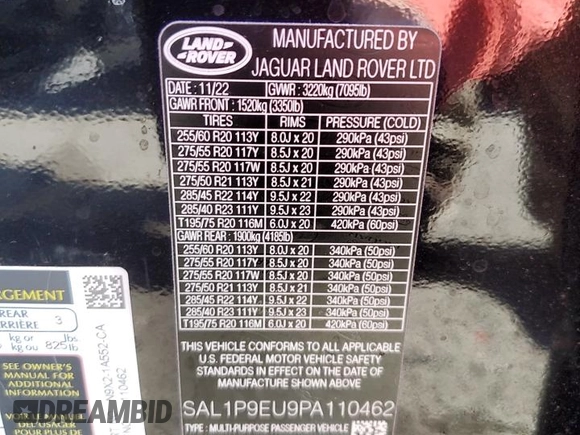 LAND ROVER
MANUFACTURED BY
JAGUAR LAND ROVER LTD
DATE : 11/22 GVWR : 3220kg (7095lb)
GAWR FRONT : 1520kg (3350lb)
TIRES RIMS PRESSURE (COLD)
255/60 R20 113Y 8.0J x 20 290kPa (43psi)
275/55 R20 117Y 8.5J x 20 290kPa (43psi)
275/55 R20 117W 8.5J x 20 290kPa (43psi)
275/50 R21 113Y 8.5J x 21 290kPa (43psi)
285/45 R22 114Y 9.5J x 22 290kPa (43psi)
285/40 R23 111Y 9.5J x 23 290kPa (43psi)
T195/75 R20 116M 6.0J x 20 420kPa (60psi)
GAWR REAR: 1900kg (4185lb)
255/60 R20 113Y 8.0J x 20 340kPa (50psi)
275/55 R20 117Y 8.5J x 20 340kPa (50psi)
275/55 R20 117W 8.5J x 20 340kPa (50psi)
275/50 R21 113Y 8.5J x 21 340kPa (50psi)
285/45 R22 114Y 9.5J x 22 340kPa (50psi)
285/40 R23 111Y 9.5J x 23 340kPa (50psi)
T195/75 R20 116M 6.0J x 20 420kPa (60psi)
THIS VEHICLE CONFORMS TO ALL APPLICABLE
U.S. FEDERAL MOTOR VEHICLE SAFETY
STANDARDS IN EFFECT ON THE DATE OF
MANUFACTURE SHOWN ABOVE.
SAL1P9EU9PA110462
TYPE : MULTI-PURPOSE PASSENGER VEHICLE
REAR 3
kg or lbs
kg ou 825 lb
SEE OWNER'S
MANUAL FOR
ADDITIONAL
INFORMATION
DREAMBID